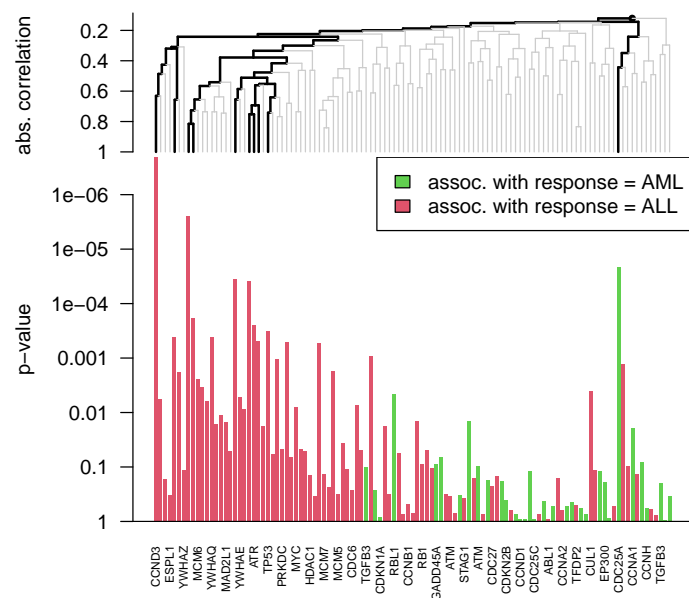 abs. correlation
0.2
0.4
0.6
0.8
1
assoc. with response = AML
assoc. with response = ALL
p−value
1e−06
1e−05
1e−04
0.001
0.01
0.1
1
CCND3
ESPL1
YWHAZ
MCM6
YWHAQ
MAD2L1
YWHAE
ATR
TP53
PRKDC
MYC
HDAC1
MCM7
MCM5
CDC6
TGFB3
CDKN1A
RBL1
CCNB1
RB1
GADD45A
ATM
STAG1
ATM
CDC27
CDKN2B
CCND1
CDC25C
ABL1
CCNA2
TFDP2
CUL1
EP300
CDC25A
CCNA1
CCNH
TGFB3